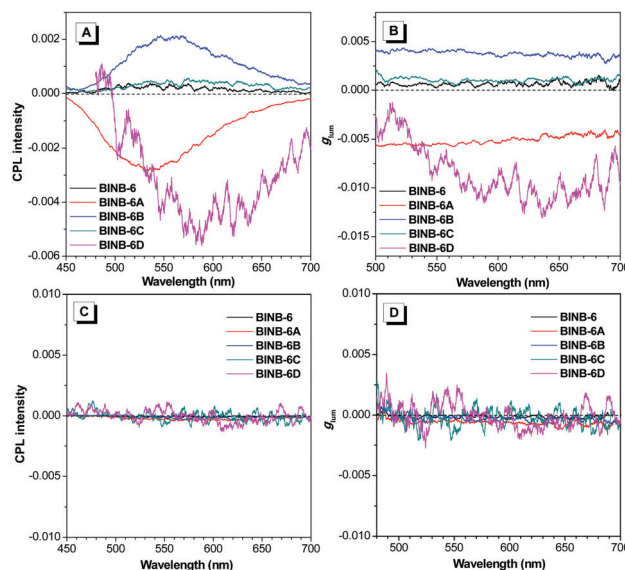 A
CPL intensity
0.002
0.000
-0.002
-0.004
-0.006
BINB-6
BINB-6A
BINB-6B
BINB-6C
BINB-6D
450 500 550 600 650 700
Wavelength (nm)
B
glum
0.005
0.000
-0.005
-0.010
-0.015
BINB-6
BINB-6A
BINB-6B
BINB-6C
BINB-6D
500 550 600 650 700
Wavelength (nm)
C
CPL intensity
0.010
0.005
0.000
-0.005
-0.010
BINB-6
BINB-6A
BINB-6B
BINB-6C
BINB-6D
450 500 550 600 650 700
Wavelength (nm)
D
glum
0.010
0.005
0.000
-0.005
-0.010
BINB-6
BINB-6A
BINB-6B
BINB-6C
BINB-6D
500 550 600 650 700
Wavelength (nm)